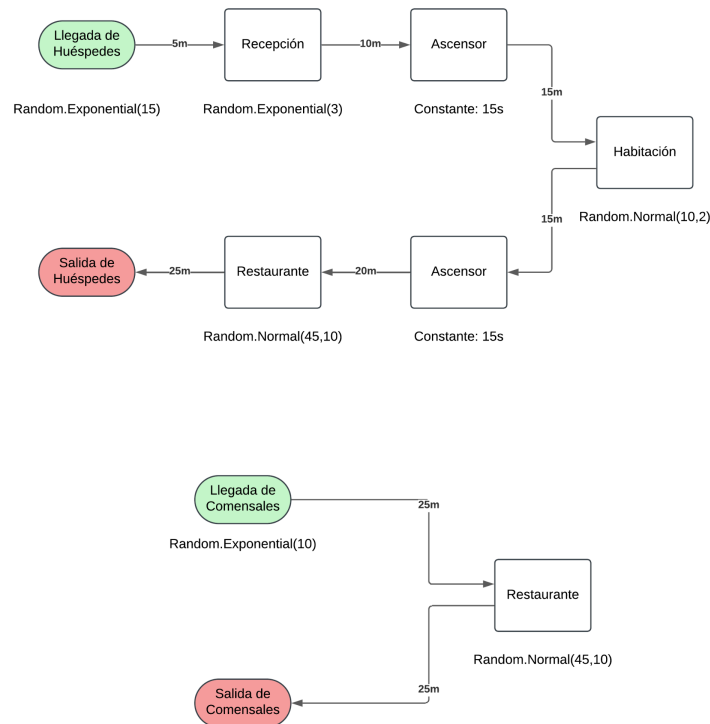 Llegada de
Huéspedes
5m
Recepción
10m
Ascensor
Random.Exponential(15)
Random.Exponential(3)
Constante: 15s
15m
Habitación
Random.Normal(10,2)
15m
Salida de
Huéspedes
25m
Restaurante
20m
Ascensor
Random.Normal(45,10)
Constante: 15s
Llegada de
Comensales
25m
Random.Exponential(10)
Restaurante
Random.Normal(45,10)
25m
Salida de
Comensales